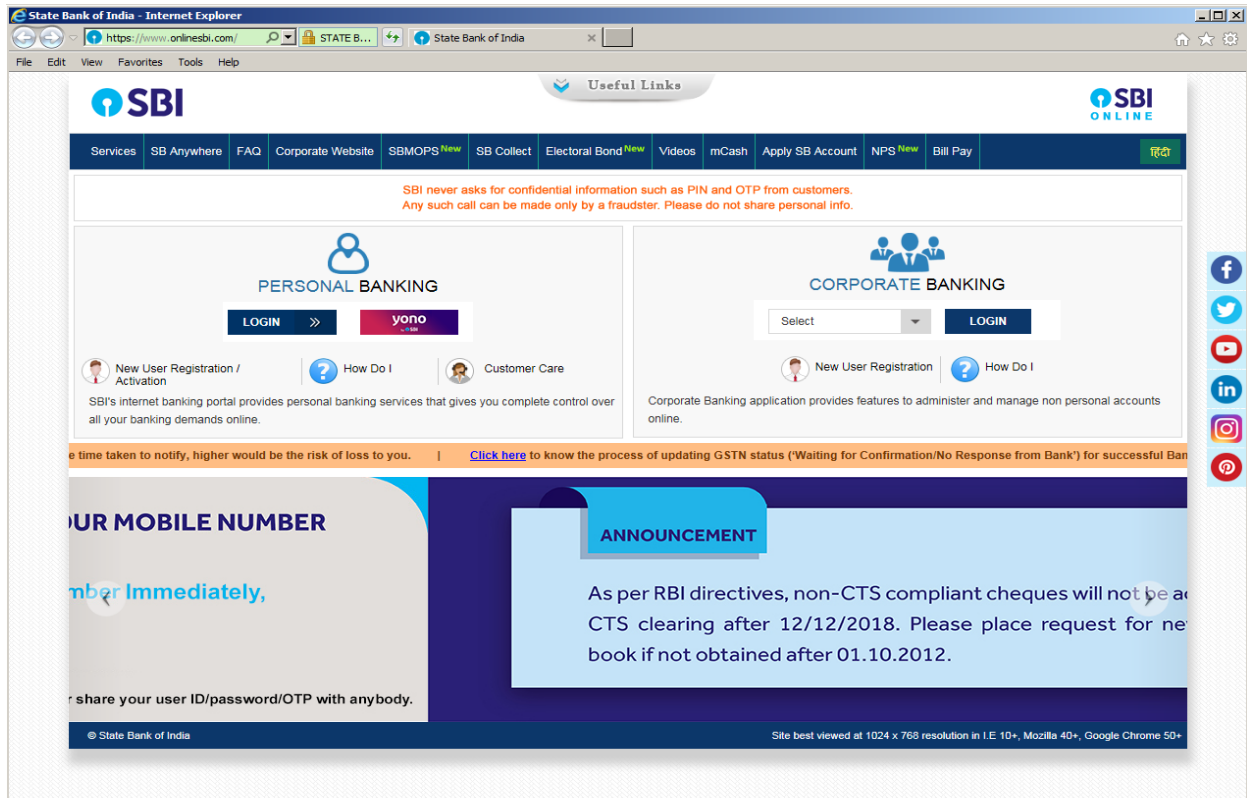 State Bank of India - Internet Explorer
https://www.onlinesbi.com/ STATE B... State Bank of India
File Edit View Favorites Tools Help
Useful Links
SBI
SBI
ONLINE
Services SB Anywhere FAQ Corporate Website SBMOPS New SB Collect Electoral Bond New Videos mCash Apply SB Account NPS New Bill Pay हिंदी
SBI never asks for confidential information such as PIN and OTP from customers.
Any such call can be made only by a fraudster. Please do not share personal info.
PERSONAL BANKING
LOGIN yono
SBI
New User Registration /
Activation
How Do I
Customer Care
SBI's internet banking portal provides personal banking services that gives you complete control over
all your banking demands online.
CORPORATE BANKING
Select LOGIN
New User Registration How Do I
Corporate Banking application provides features to administer and manage non personal accounts
online.
e time taken to notify, higher would be the risk of loss to you. | Click here to know the process of updating GSTN status ('Waiting for Confirmation/No Response from Bank') for successful Ban
OUR MOBILE NUMBER
mber Immediately,
r share your user ID/password/OTP with anybody.
ANNOUNCEMENT
As per RBI directives, non-CTS compliant cheques will not be a
CTS clearing after 12/12/2018. Please place request for ne
book if not obtained after 01.10.2012.
© State Bank of India
Site best viewed at 1024 x 768 resolution in I.E 10+, Mozilla 40+, Google Chrome 50+